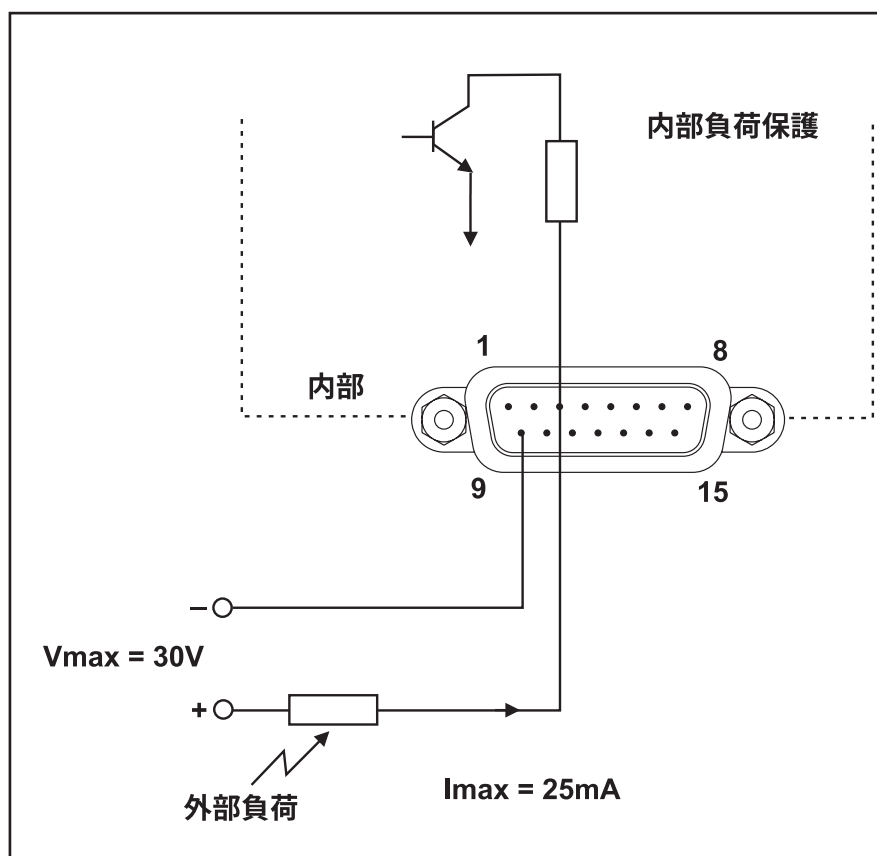 内部負荷保護
1
8
内部
9
15
–
Vmax = 30V
+
Imax = 25mA
外部負荷